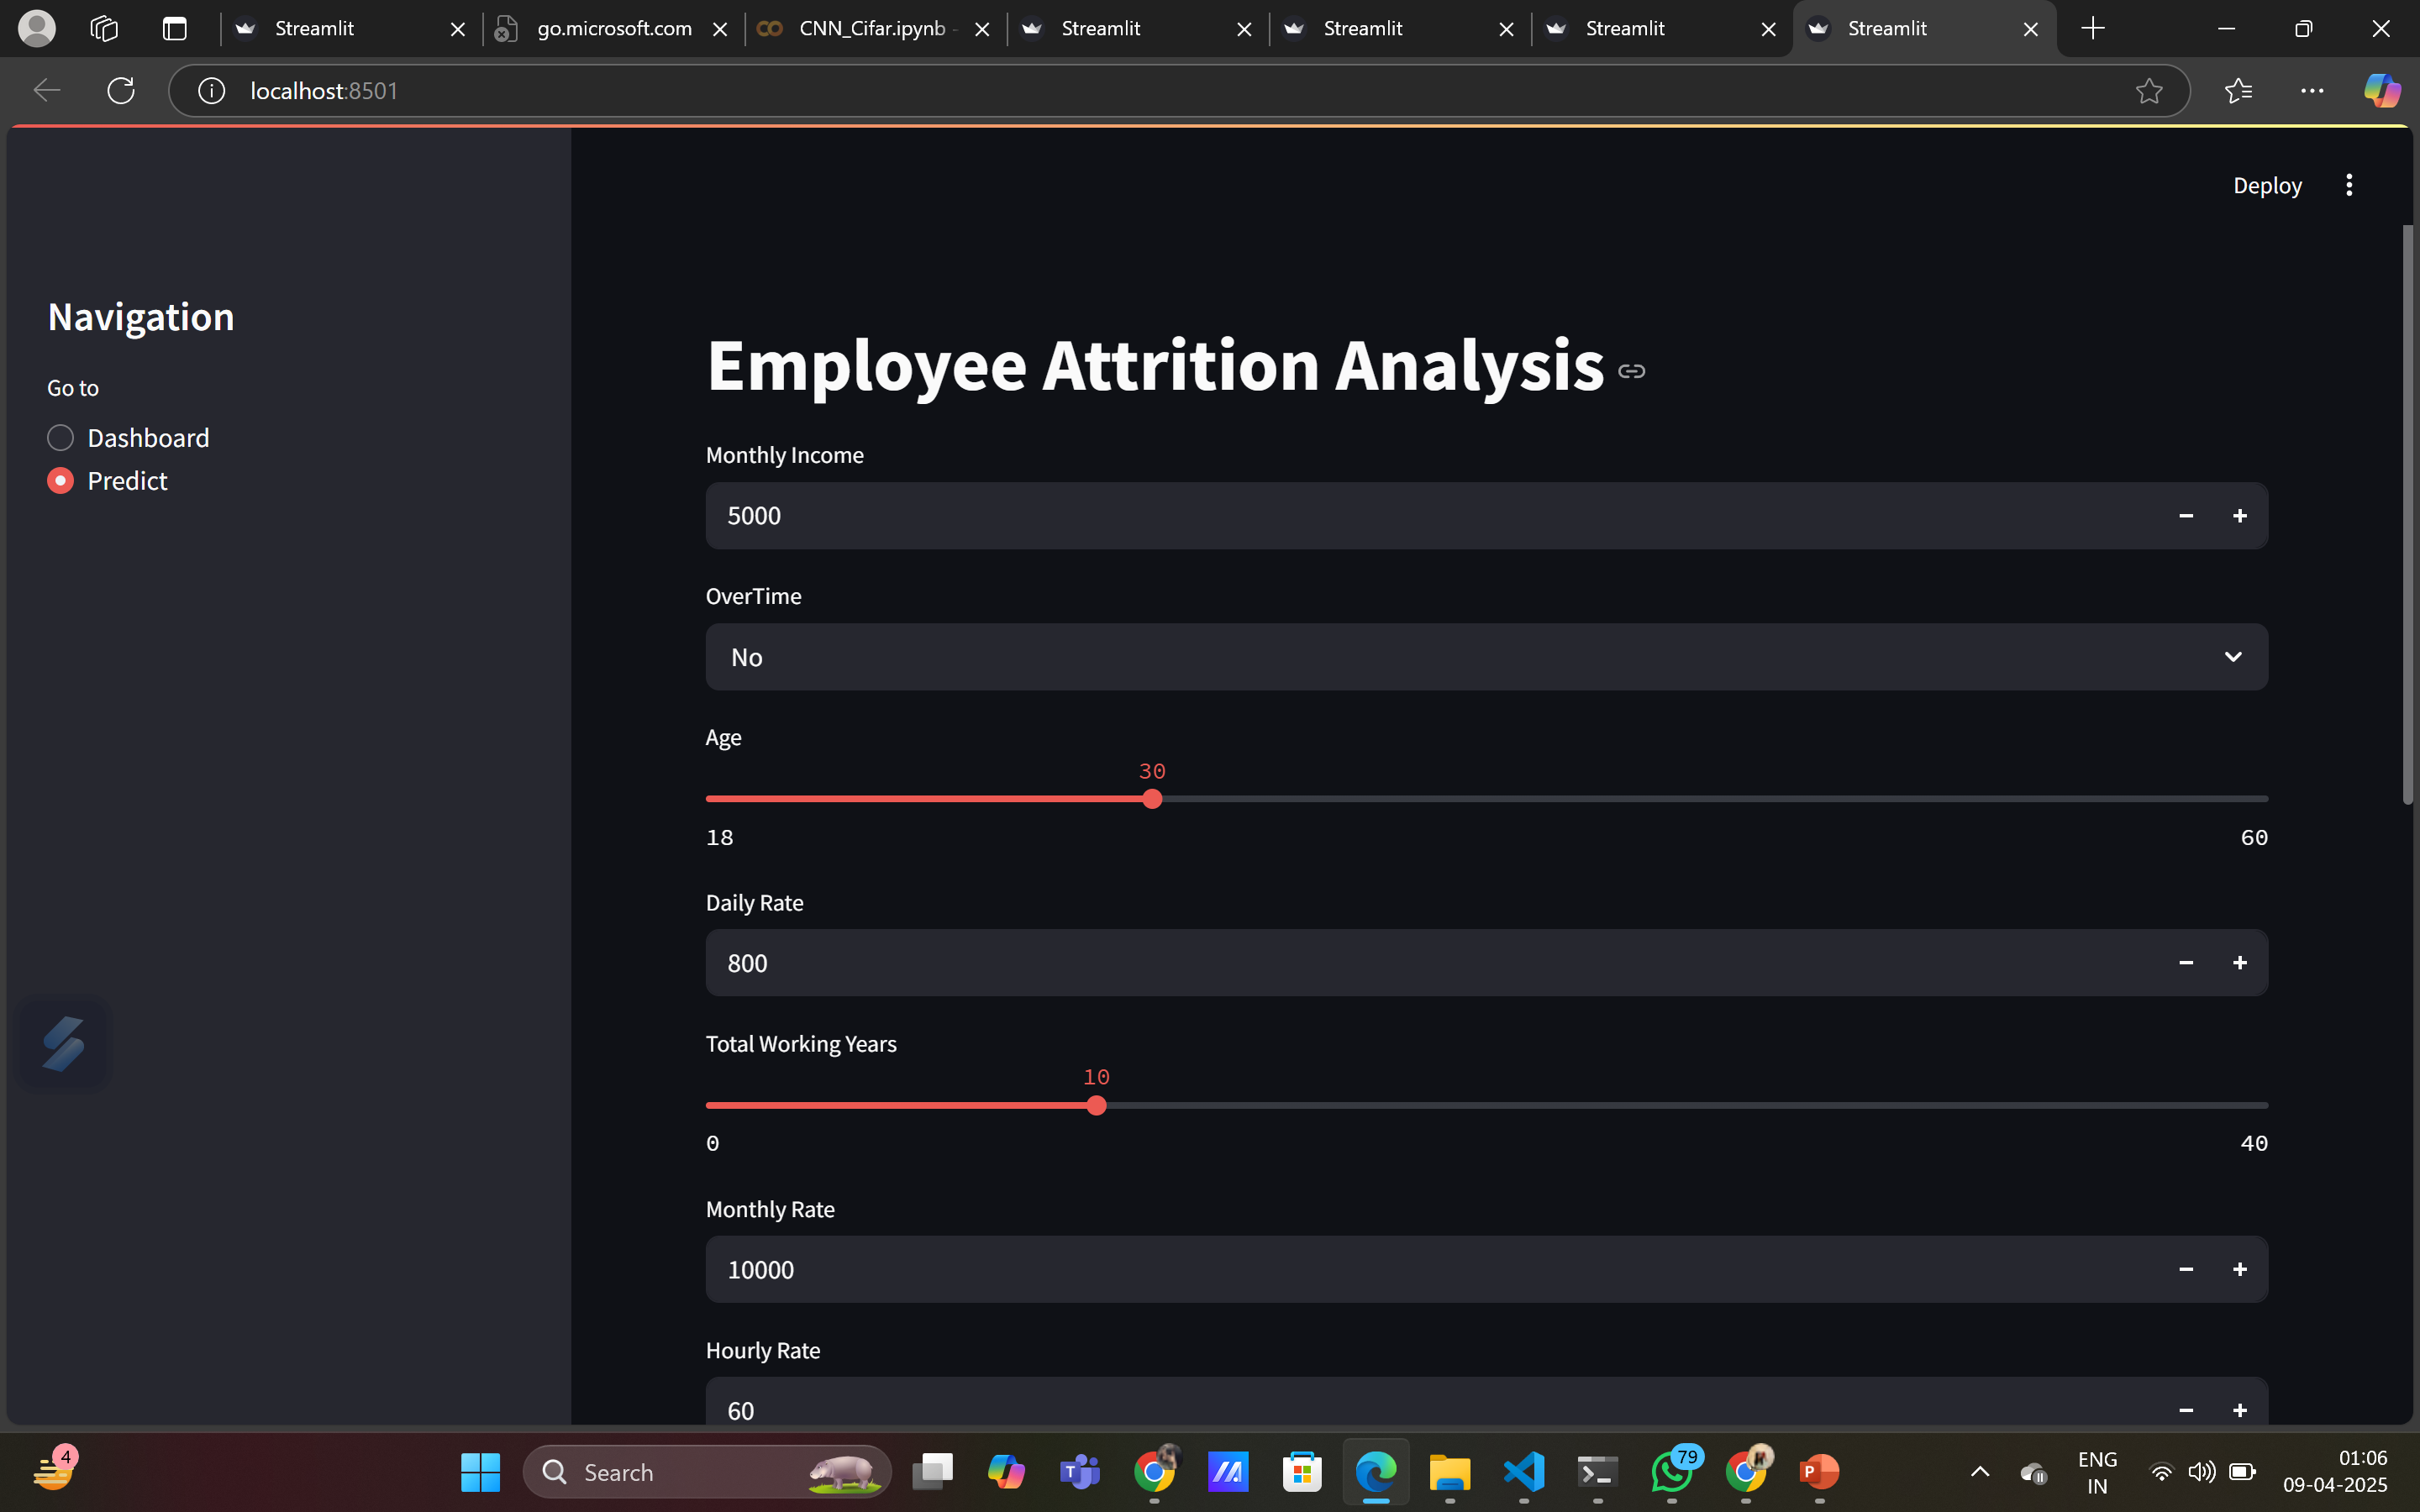 Streamlit
go.microsoft.com
CNN_Cifar.ipynb -
Streamlit
Streamlit
Streamlit
Streamlit
localhost:8501
Deploy
Navigation
Go to
Dashboard
Predict
Employee Attrition Analysis
Monthly Income
5000
OverTime
No
Age
30
18
60
Daily Rate
800
Total Working Years
10
0
40
Monthly Rate
10000
Hourly Rate
60
4
Search
T
79
P
ENG
IN
01:06
09-04-2025